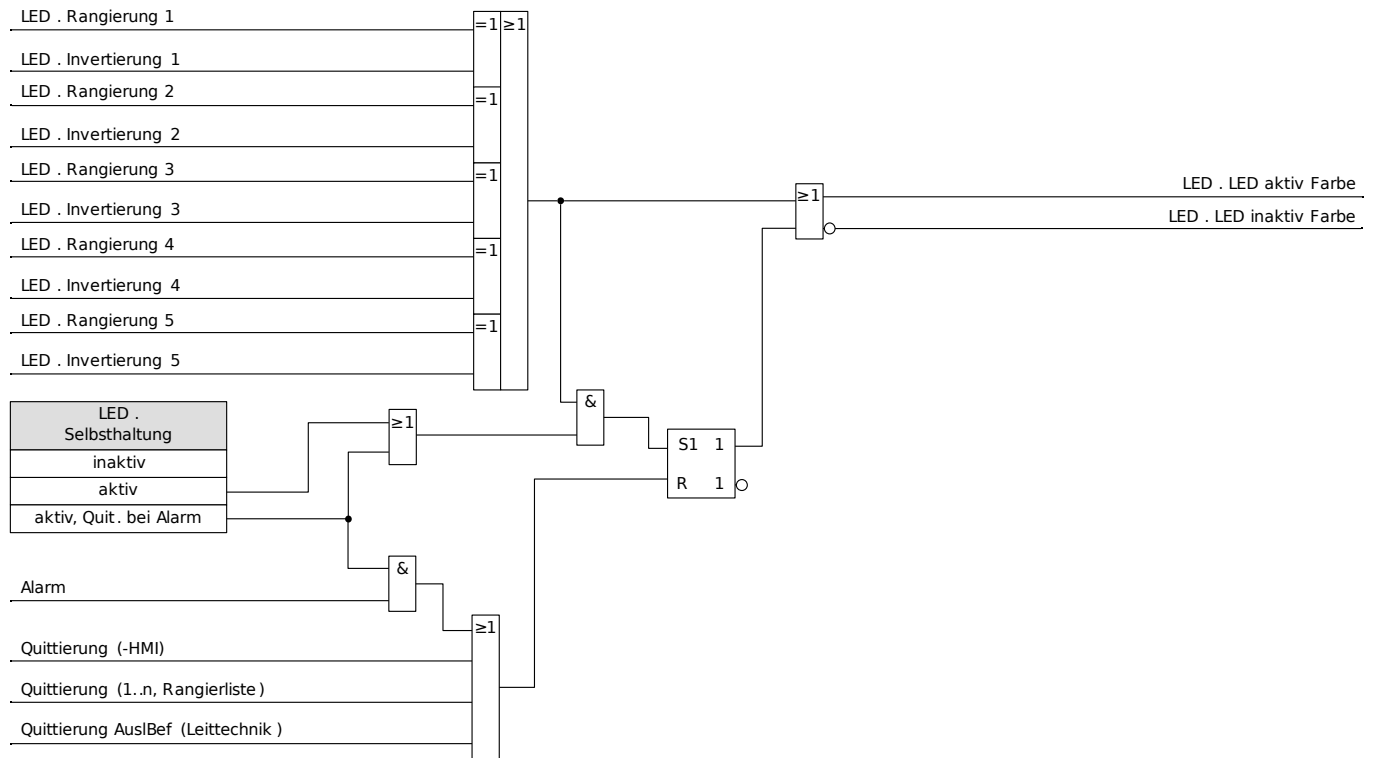 LED . Rangierung 1
=1 ≥1
LED . Invertierung 1
LED . Rangierung 2
=1
LED . Invertierung 2
LED . Rangierung 3
=1
LED . Invertierung 3
LED . Rangierung 4
=1
LED . Invertierung 4
LED . Rangierung 5
=1
LED . Invertierung 5
≥1
LED . LED aktiv Farbe
LED . LED inaktiv Farbe
LED .
Selbsthaltung
inaktiv
aktiv
aktiv, Quit. bei Alarm
≥1
&
S1 1
R 1
&
Alarm
≥1
Quittierung (-HMI)
Quittierung (1..n, Rangierliste)
Quittierung AuslBef (Leittechnik)